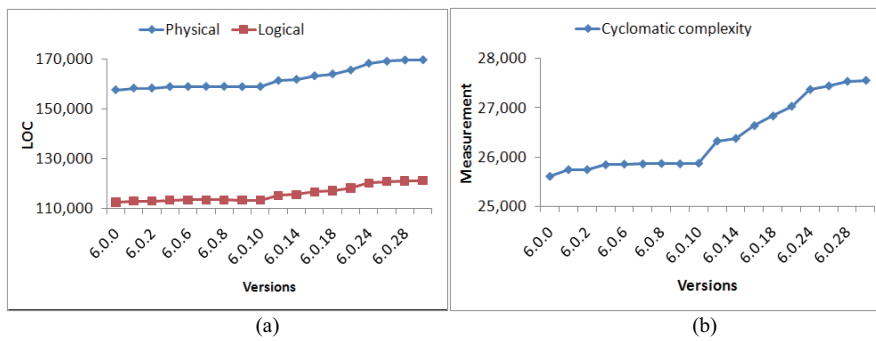 Physical Logical
170,000
150,000
130,000
110,000
LOC
6.0.0 6.0.2 6.0.6 6.0.8 6.0.10 6.0.14 6.0.18 6.0.24 6.0.28
Versions
(a)
Cyclomatic complexity
28,000
27,000
26,000
25,000
Measurement
6.0.0 6.0.2 6.0.6 6.0.8 6.0.10 6.0.14 6.0.18 6.0.24 6.0.28
Versions
(b)